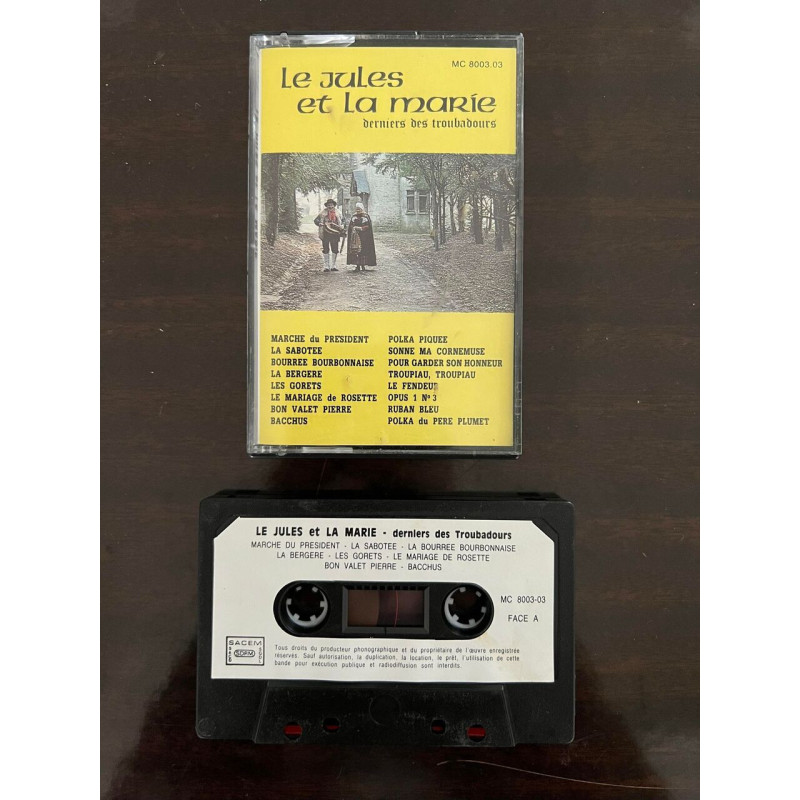 MC 8003.03
Le Jules
et La marie
derniers des troubadours
MARCHE du PRESIDENT
LA SABOTEE
BOURREE BOURBONNAISE
LA BERGERE
LES GORETS
LE MARIAGE de ROSETTE
BON VALET PIERRE
BACCHUS
POLKA PIQUEE
SONNE MA CORNEMUSE
POUR GARDER SON HONNEUR
TROUPIAU, TROUPIAU
LE FENDEUR
OPUS 1 Nº 3
RUBAN BLEU
POLKA du PERE PLUMET
LE JULES et LA MARIE - derniers des Troubadours
MARCHE DU PRESIDENT - LA SABOTEE - LA BOURREE BOURBONNAISE
LA BERGERE - LES GORETS - LE MARIAGE DE ROSETTE
BON VALET PIERRE - BACCHUS
MC 8003-03
FACE A
SACEM
SDRM
Tous droits du producteur phonographique et du propriétaire de l'œuvre enregistrée
réservés. Sauf autorisation, la duplication, la location, le prêt, l'utilisation de cette
bande pour exécution publique et radiodiffusion sont interdits.